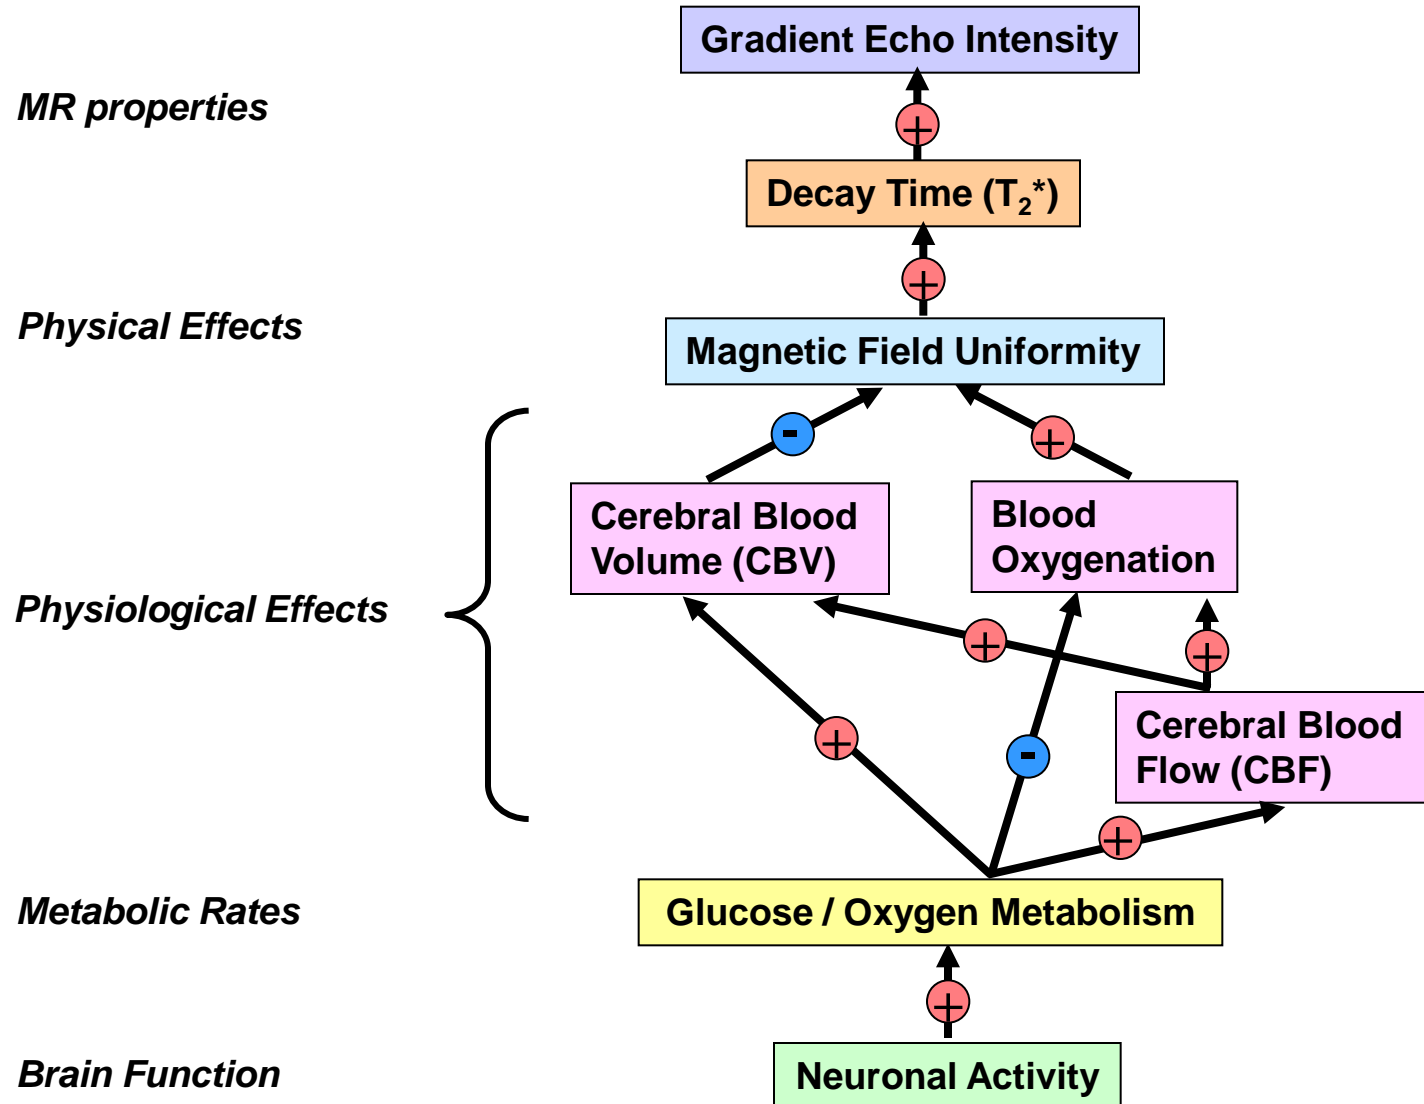 Gradient Echo Intensity
MR properties
+
Decay Time (T₂*)
+
Physical Effects
Magnetic Field Uniformity
-
+
Cerebral Blood
Volume (CBV)
Blood
Oxygenation
Physiological Effects
+
+
Cerebral Blood
Flow (CBF)
+
-
+
Metabolic Rates
Glucose / Oxygen Metabolism
+
Brain Function
Neuronal Activity